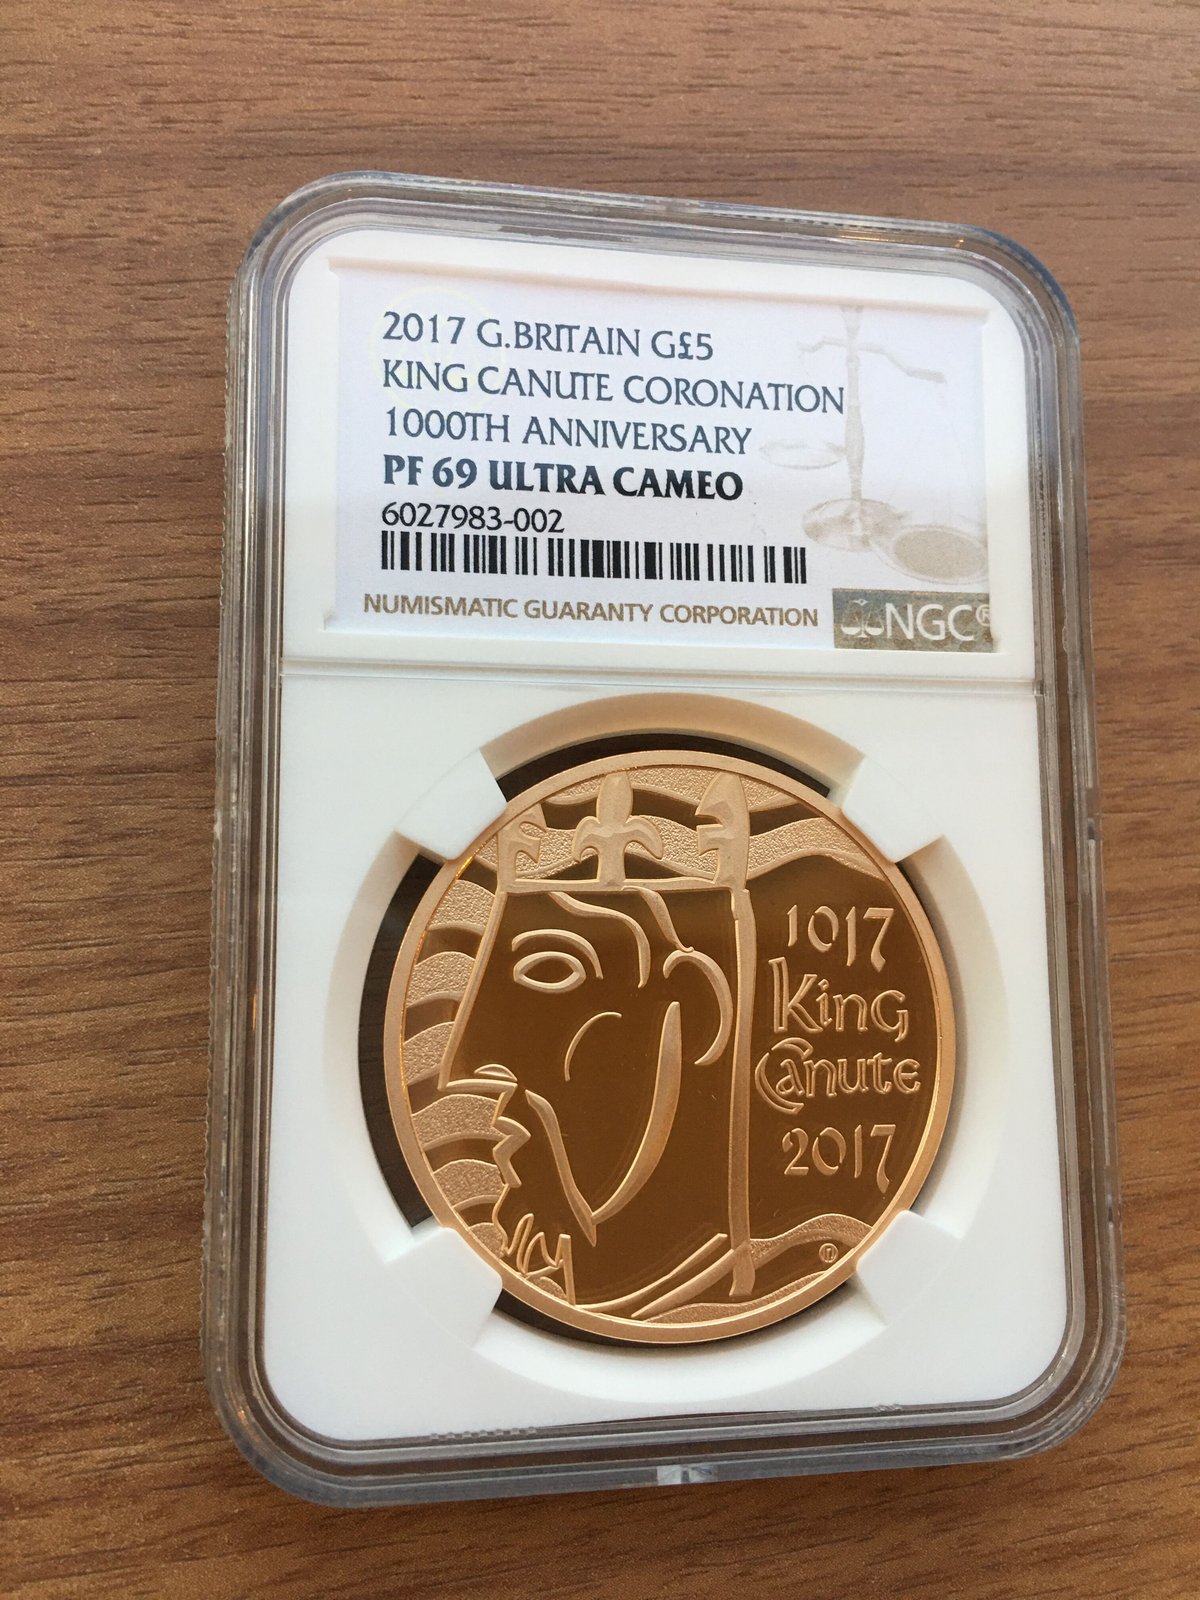 2017 G.BRITAIN G£5
KING CANUTE CORONATION
1000TH ANNIVERSARY
PF 69 ULTRA CAMEO
6027983-002
NUMISMATIC GUARANTY CORPORATION
NGC®
1017
King
Canute
2017